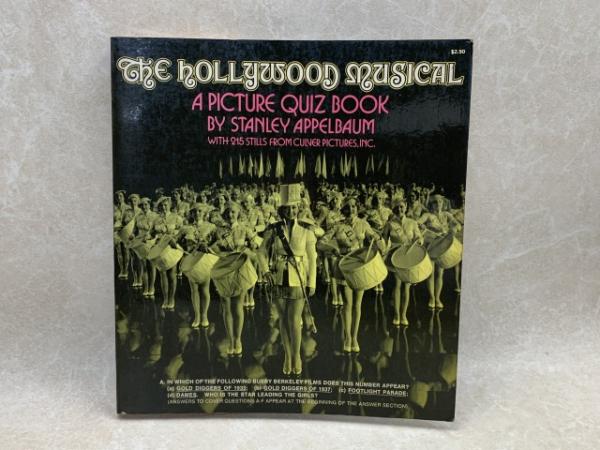 $2.50
THE HOLLYWOOD MUSICAL
A PICTURE QUIZ BOOK
BY STANLEY APPELBAUM
WITH 215 STILLS FROM CULVER PICTURES, INC.
A. IN WHICH OF THE FOLLOWING BUSBY BERKELEY FILMS DOES THIS NUMBER APPEAR?
(a) GOLD DIGGERS OF 1933; (b) GOLD DIGGERS OF 1937; (c) FOOTLIGHT PARADE;
(d) DAMES. WHO IS THE STAR LEADING THE GIRLS?
(ANSWERS TO COVER QUESTIONS A-F APPEAR AT THE BEGINNING OF THE ANSWER SECTION)